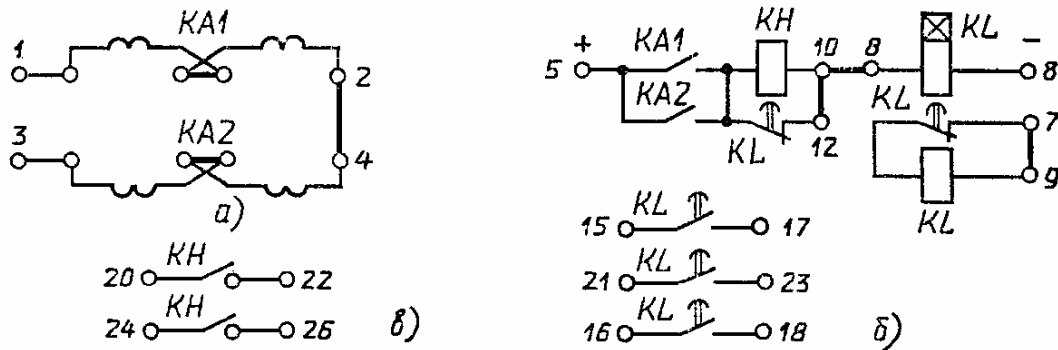 KA1
1
2
3
KA2
4
а)
+
5
KA1
KA2
KH
10
8
KL
-
8
KL
12
KL
7
9
KL
15 KL 17
21 KL 23
16 KL 18
б)
20 KH 22
24 KH 26
в)